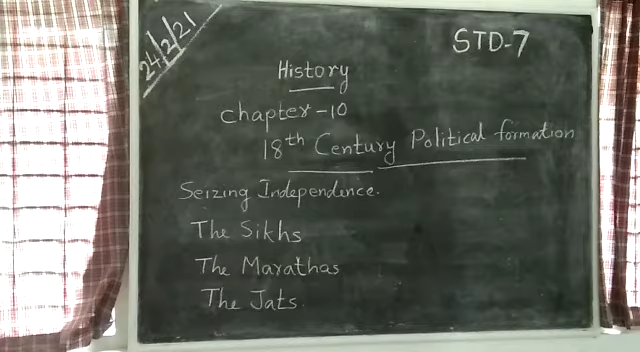 24/2/21
STD-7
History
Chapter-10
18th Century Political formation
Seizing Independence.
The Sikhs
The Marathas
The Jats.